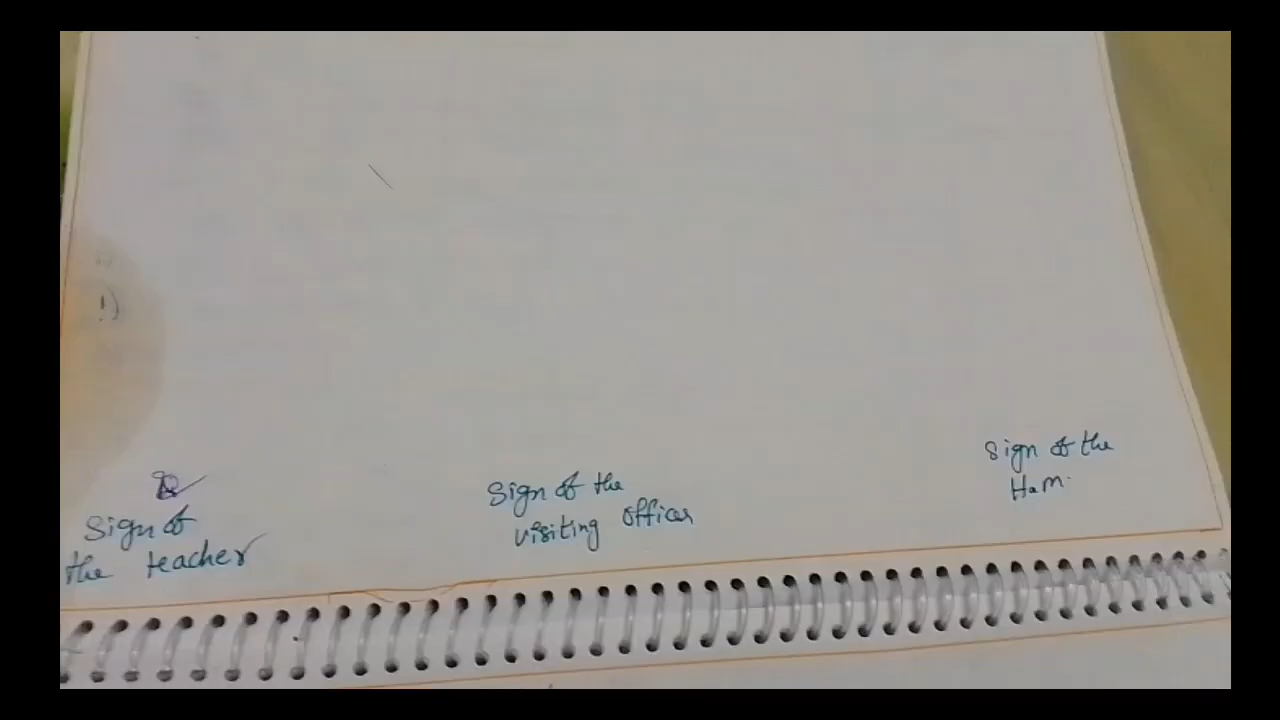 Sign of
the teacher
Sign of the
visiting officer
Sign of the
H.M.